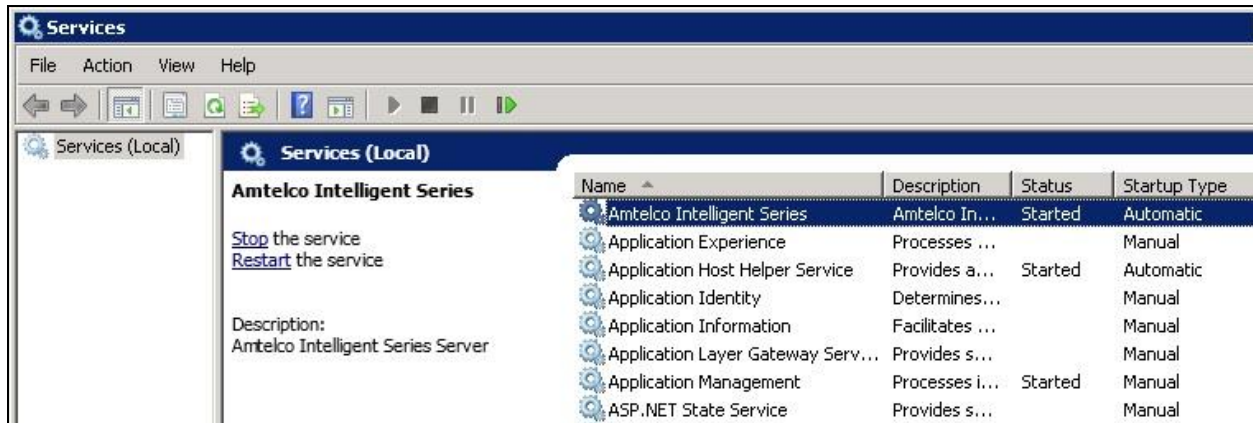 Services
File Action View Help
Services (Local)
Services (Local)
Amtelco Intelligent Series
Stop the service
Restart the service
Description:
Amtelco Intelligent Series Server
Name Description Status Startup Type
Amtelco Intelligent Series Amtelco In... Started Automatic
Application Experience Processes ... Manual
Application Host Helper Service Provides a... Started Automatic
Application Identity Determines... Manual
Application Information Facilitates ... Manual
Application Layer Gateway Serv... Provides s... Manual
Application Management Processes i... Started Manual
ASP.NET State Service Provides s... Manual